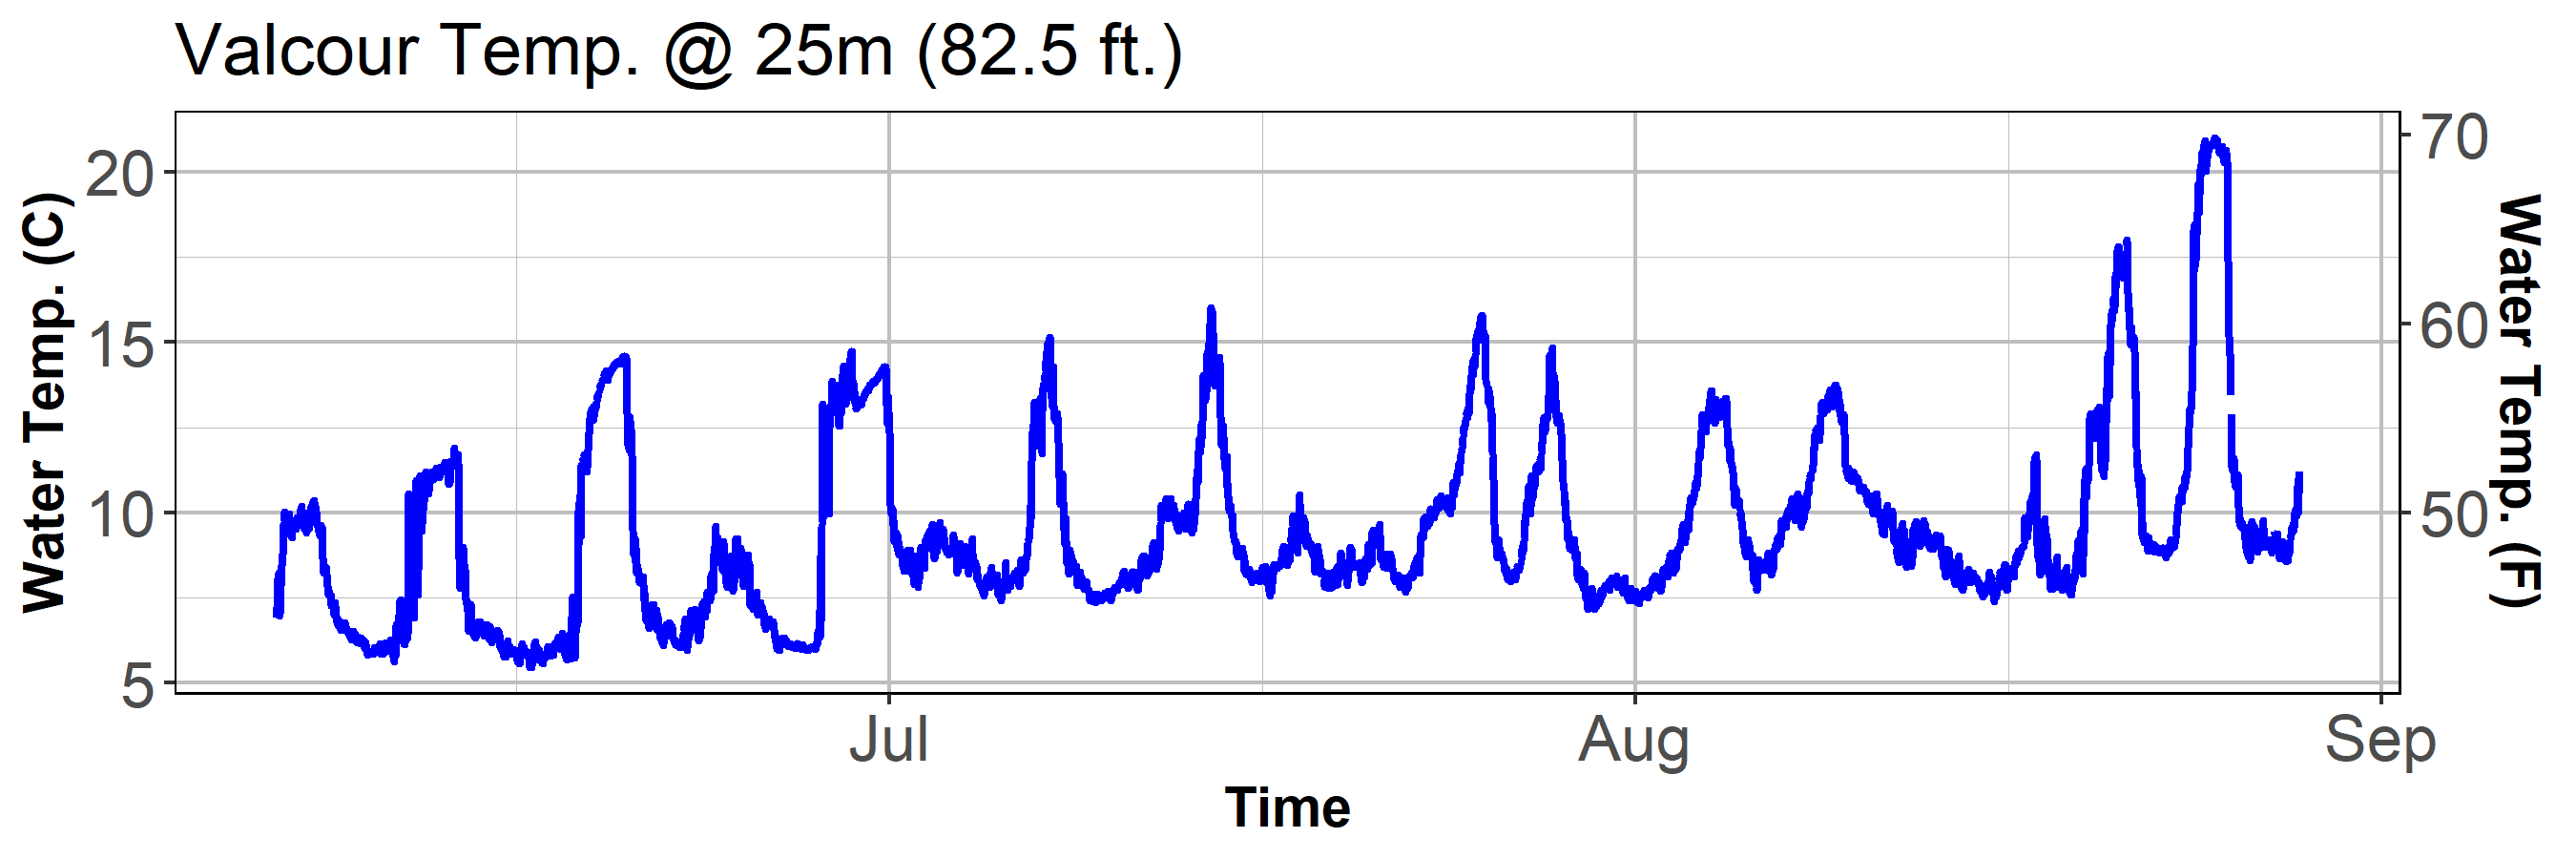 Valcour Temp. @ 25m (82.5 ft.)
Water Temp. (C)
20
15
10
5
70
60
50
Water Temp. (F)
Jul
Aug
Sep
Time